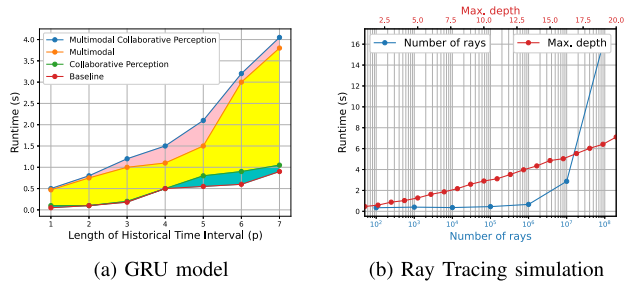 Max. depth
2.5 5.0 7.5 10.0 12.5 15.0 17.5 20.0
Multimodal Collaborative Perception
Multimodal
Collaborative Perception
Baseline
Runtime (s)
4.0
3.5
3.0
2.5
2.0
1.5
1.0
0.5
0.0
1 2 3 4 5 6 7
Length of Historical Time Interval (p)
(a) GRU model
Number of rays
Max. depth
Runtime (s)
16
14
12
10
8
6
4
2
0
10² 10³ 10⁴ 10⁵ 10⁶ 10⁷ 10⁸
Number of rays
(b) Ray Tracing simulation